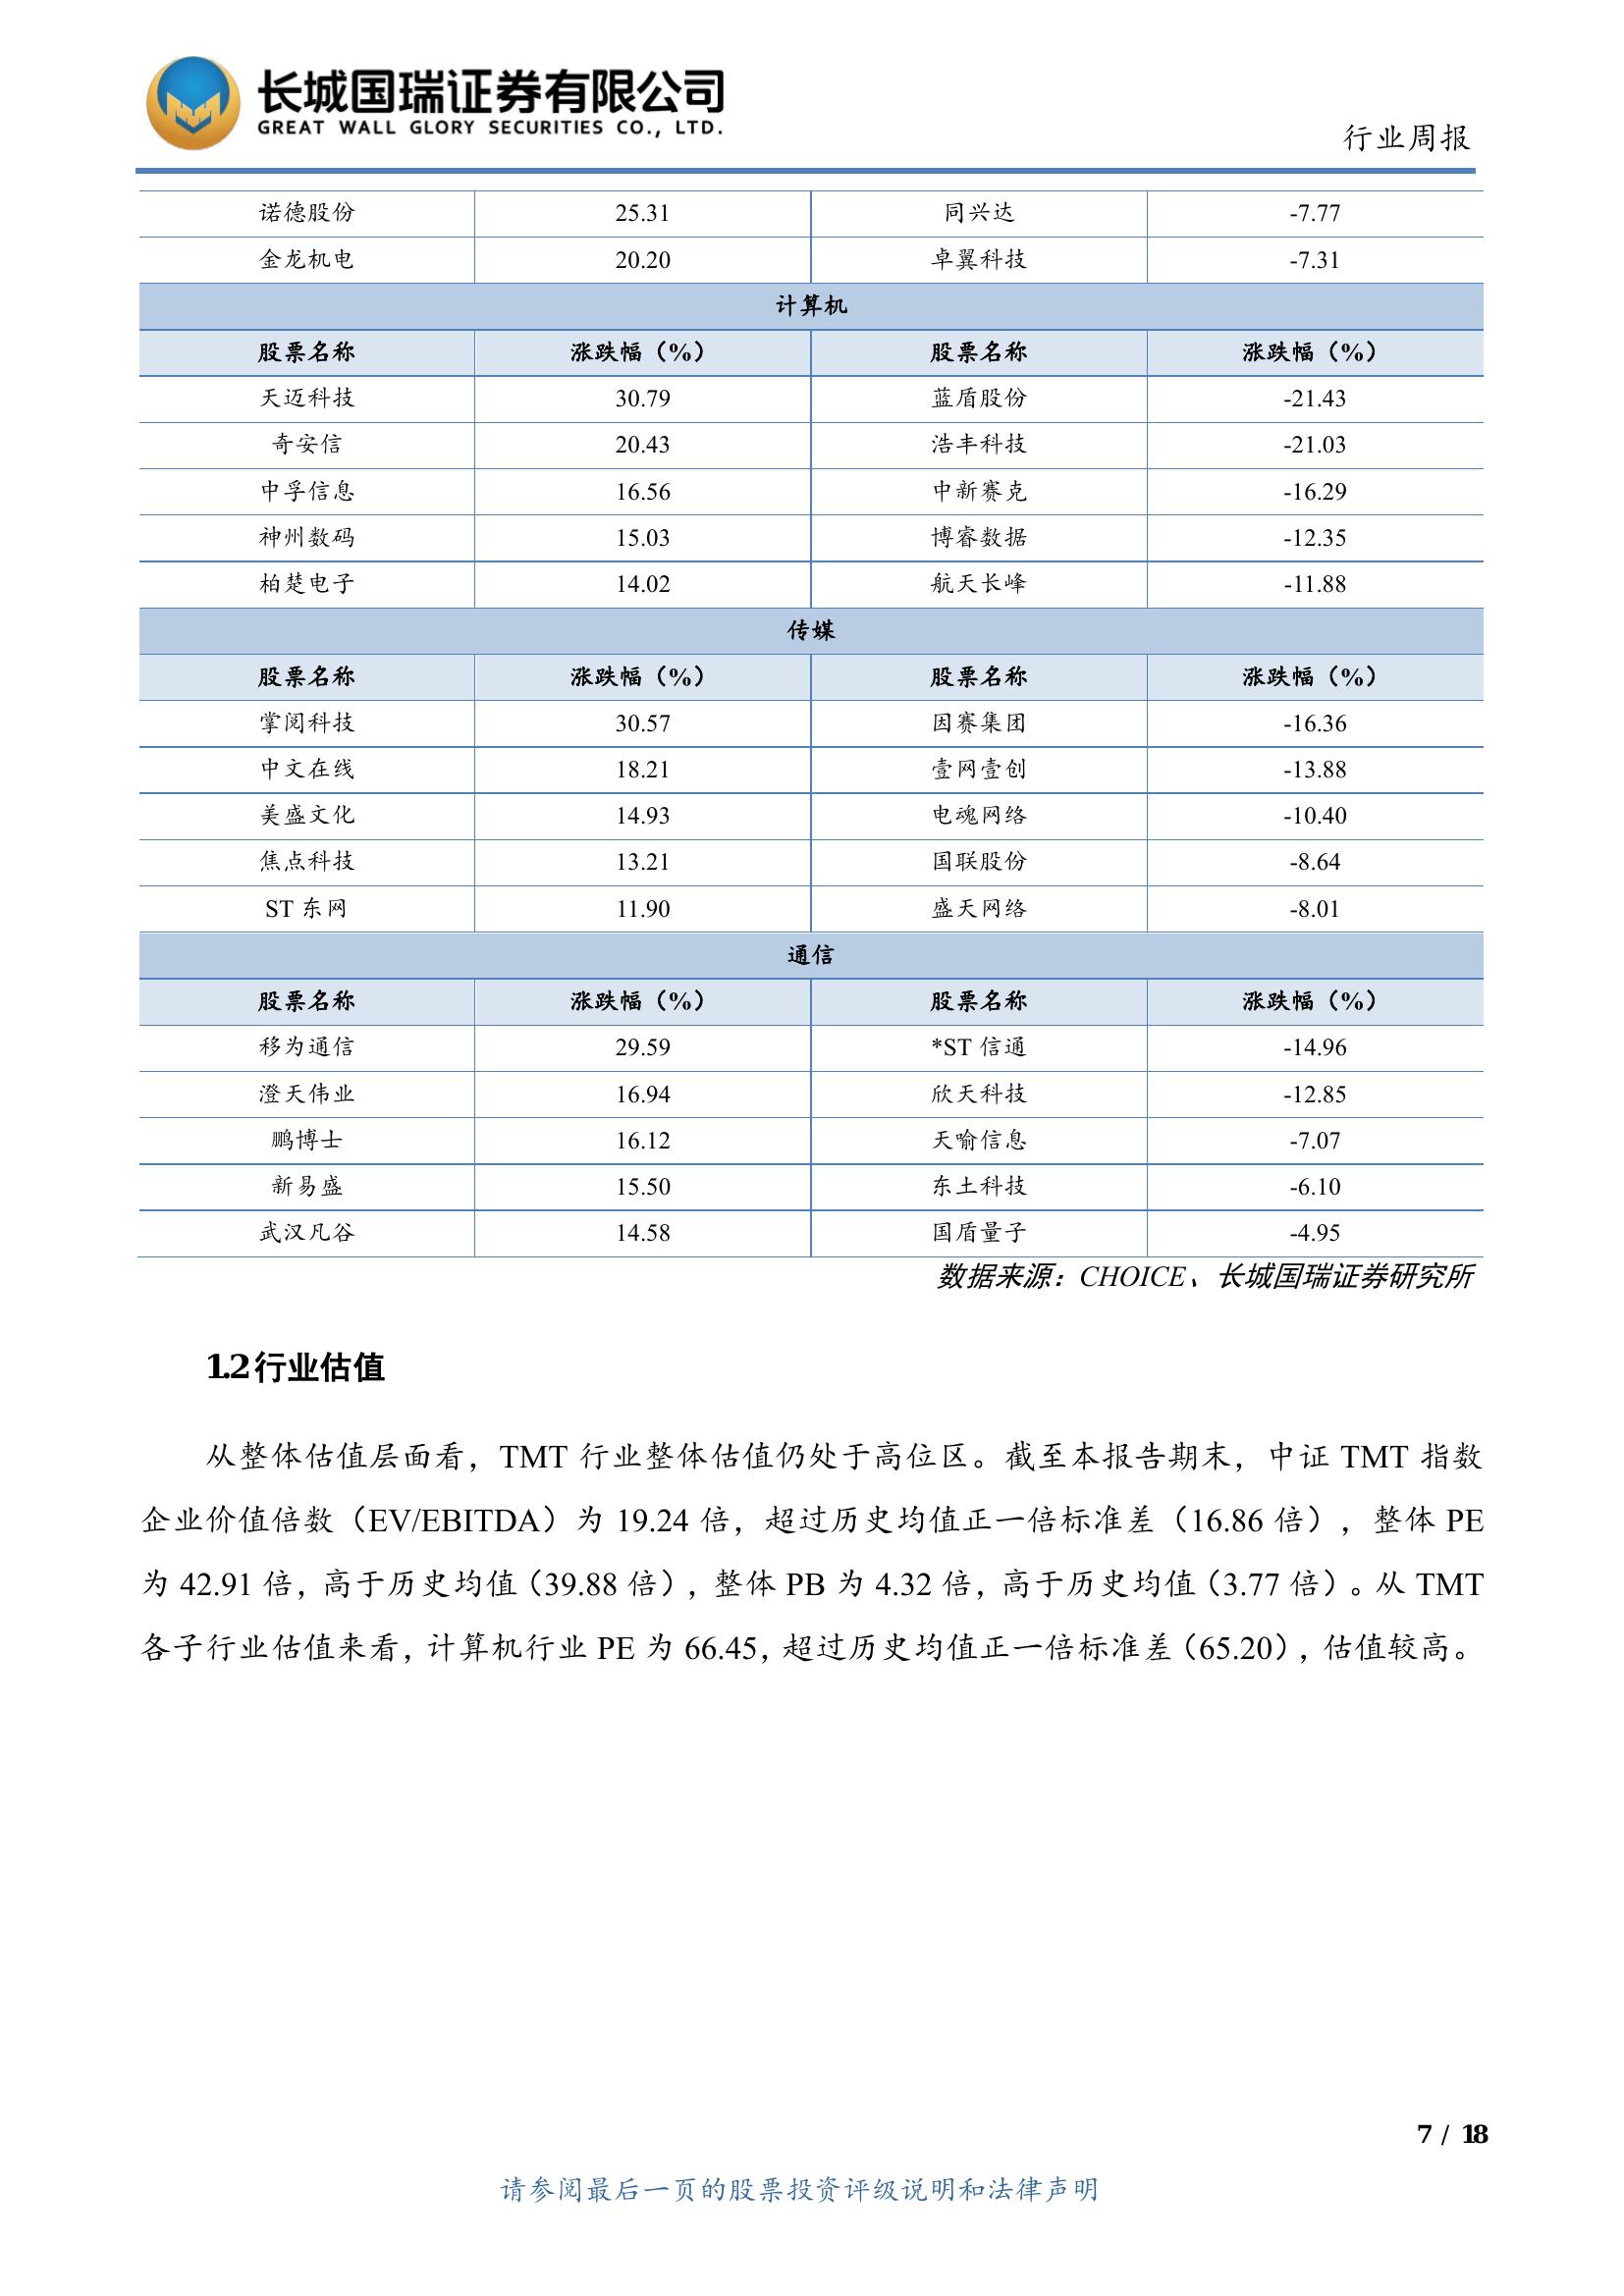 长城国瑞证券有限公司
GREAT WALL GLORY SECURITIES CO., LTD.
行业周报
诺德股份 25.31 同兴达 -7.77
金龙机电 20.20 卓翼科技 -7.31
计算机
股票名称 涨跌幅（%） 股票名称 涨跌幅（%）
天迈科技 30.79 蓝盾股份 -21.43
奇安信 20.43 浩丰科技 -21.03
中孚信息 16.56 中新赛克 -16.29
神州数码 15.03 博睿数据 -12.35
柏楚电子 14.02 航天长峰 -11.88
传媒
股票名称 涨跌幅（%） 股票名称 涨跌幅（%）
掌阅科技 30.57 因赛集团 -16.36
中文在线 18.21 壹网壹创 -13.88
美盛文化 14.93 电魂网络 -10.40
焦点科技 13.21 国联股份 -8.64
ST 东网 11.90 盛天网络 -8.01
通信
股票名称 涨跌幅（%） 股票名称 涨跌幅（%）
移为通信 29.59 *ST 信通 -14.96
澄天伟业 16.94 欣天科技 -12.85
鹏博士 16.12 天喻信息 -7.07
新易盛 15.50 东土科技 -6.10
武汉凡谷 14.58 国盾量子 -4.95
数据来源：CHOICE、长城国瑞证券研究所
1.2 行业估值
从整体估值层面看，TMT 行业整体估值仍处于高位区。截至本报告期末，中证 TMT 指数
企业价值倍数（EV/EBITDA）为 19.24 倍，超过历史均值正一倍标准差（16.86 倍），整体 PE
为 42.91 倍，高于历史均值（39.88 倍），整体 PB 为 4.32 倍，高于历史均值（3.77 倍）。从 TMT
各子行业估值来看，计算机行业 PE 为 66.45，超过历史均值正一倍标准差（65.20），估值较高。
7 / 18
请参阅最后一页的股票投资评级说明和法律声明